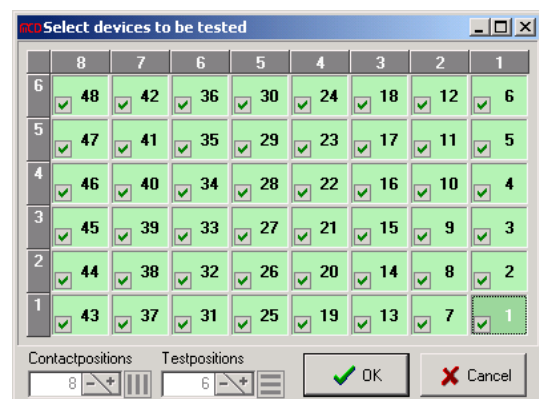 MCD Select devices to be tested
8 7 6 5 4 3 2 1
6 48 42 36 30 24 18 12 6
5 47 41 35 29 23 17 11 5
4 46 40 34 28 22 16 10 4
3 45 39 33 27 21 15 9 3
2 44 38 32 26 20 14 8 2
1 43 37 31 25 19 13 7 1
Contactpositions Testpositions
8 - + 6 - + OK Cancel